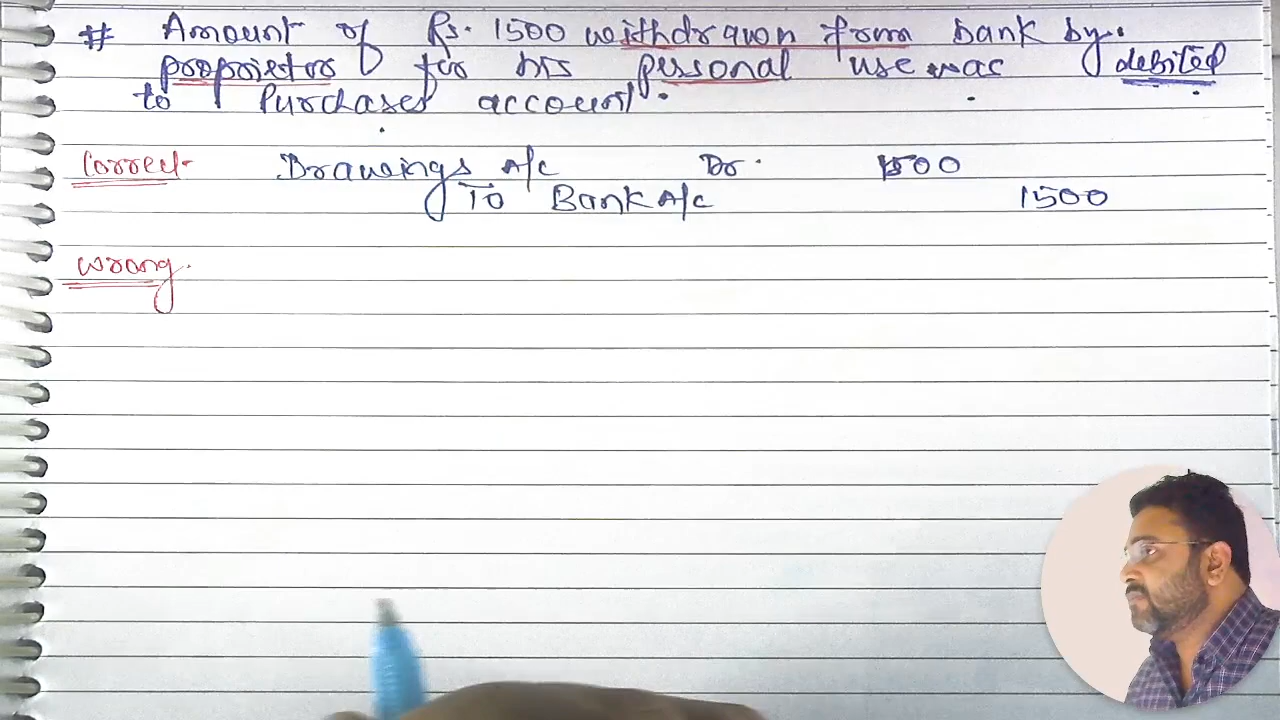 # Amount of Rs. 1500 withdrawn from bank by
proprietor for his personal use was debited
to Purchases account.
Correct Drawings A/c Dr. 1500
To Bank A/c 1500
Wrong.